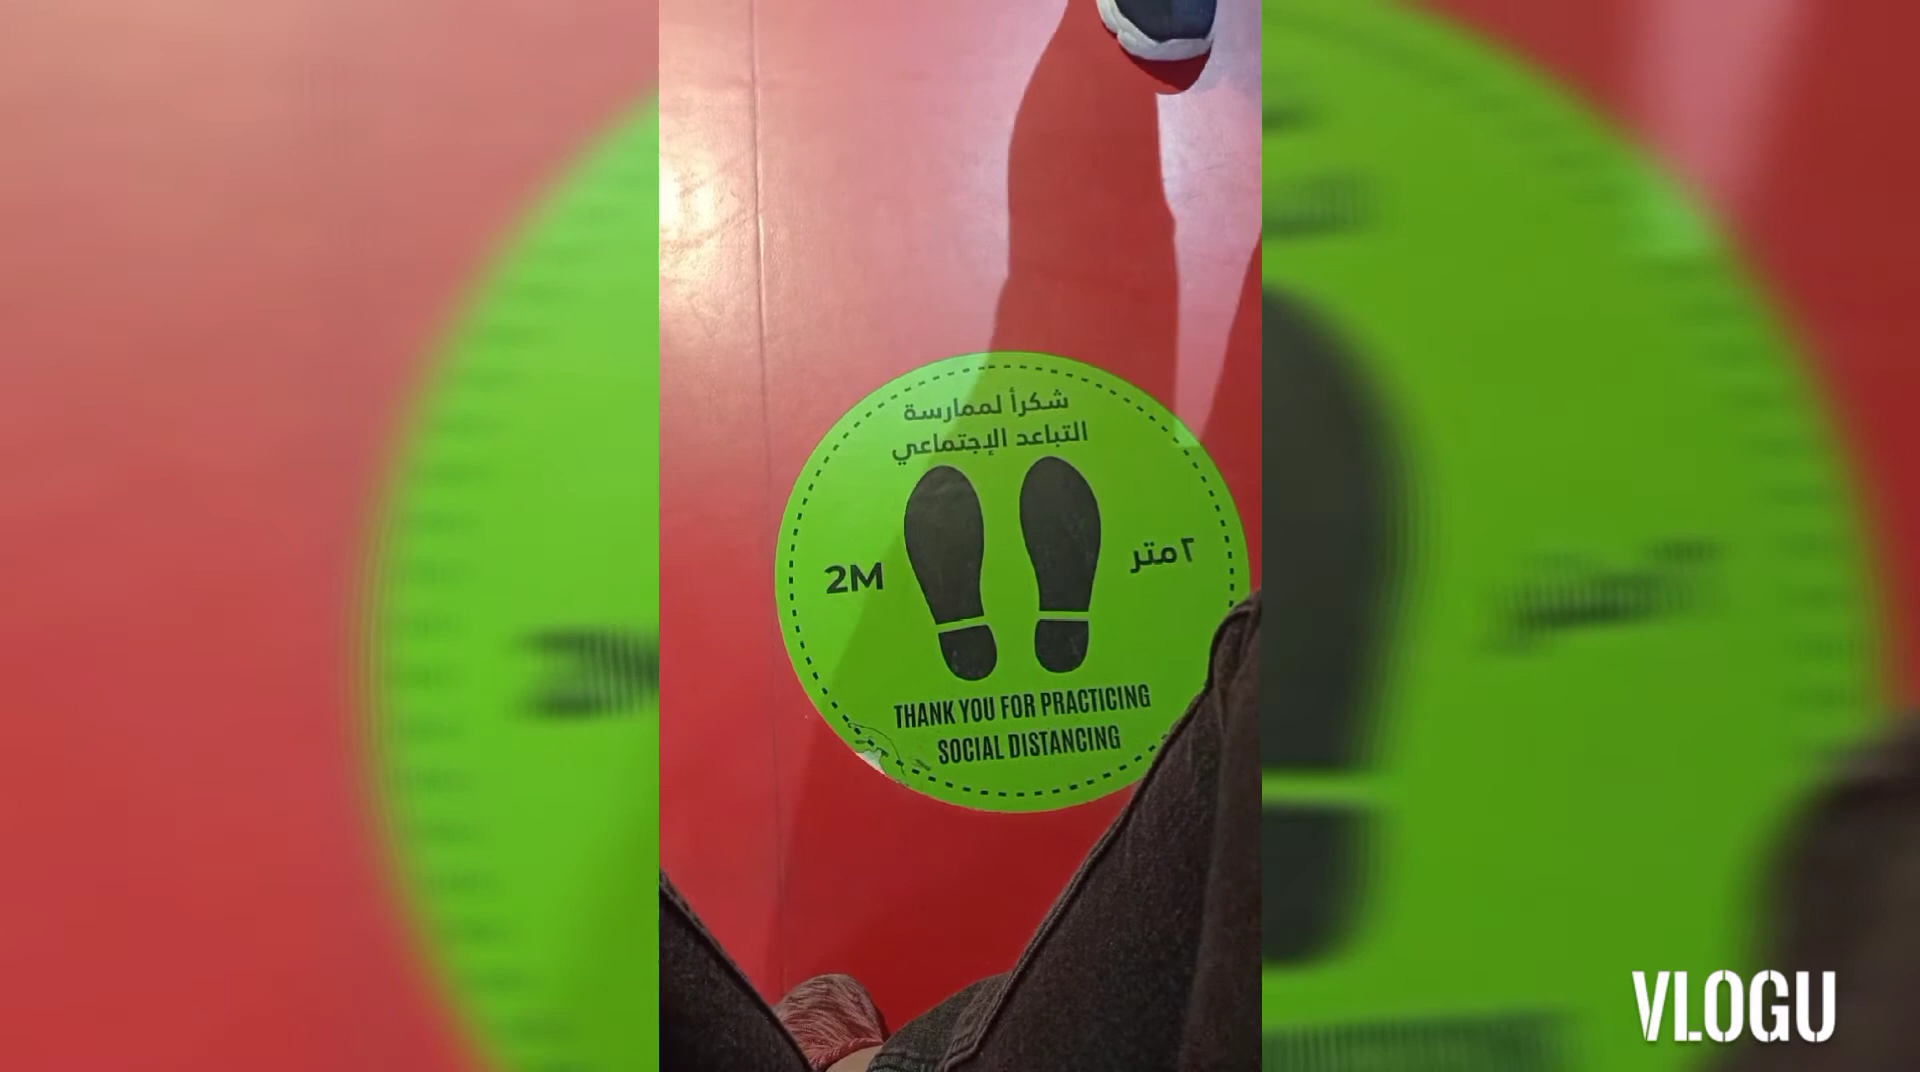 شكراً لممارسة
التباعد الإجتماعي
2M
٢ متر
THANK YOU FOR PRACTICING
SOCIAL DISTANCING
VLOGU